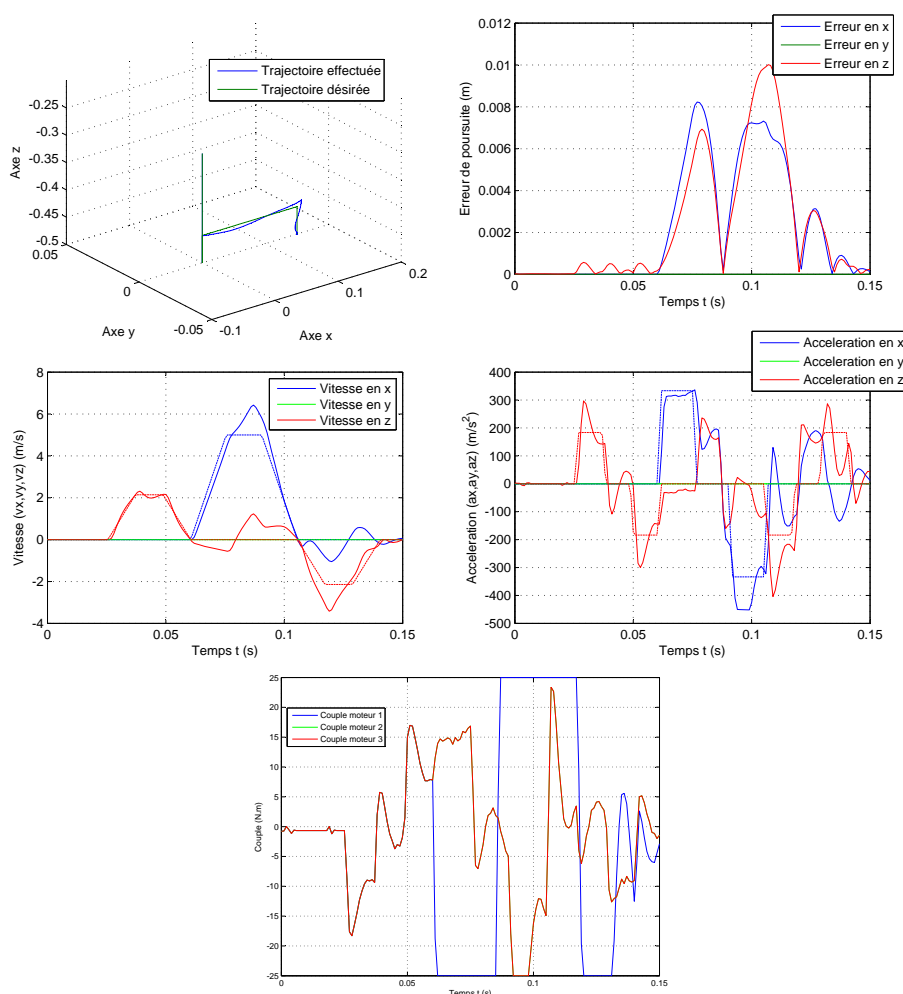 -0.25
-0.3
-0.35
-0.4
-0.45
-0.5
Axe z
0.05
0
-0.05
Axe y
-0.1
0
0.1
0.2
Axe x
Trajectoire effectuée
Trajectoire désirée
0.012
0.01
0.008
0.006
0.004
0.002
0
Erreur de poursuite (m)
0
0.05
0.1
0.15
Temps t (s)
Erreur en x
Erreur en y
Erreur en z
8
6
4
2
0
-2
-4
Vitesse (vx,vy,vz) (m/s)
0
0.05
0.1
0.15
Temps t (s)
Vitesse en x
Vitesse en y
Vitesse en z
400
300
200
100
0
-100
-200
-300
-400
-500
Acceleration (ax,ay,az) (m/s²)
0
0.05
0.1
0.15
Temps t (s)
Acceleration en x
Acceleration en y
Acceleration en z
25
20
15
10
5
0
-5
-10
-15
-20
-25
Couple (N.m)
0
0.05
0.1
0.15
Temps t (s)
Couple moteur 1
Couple moteur 2
Couple moteur 3